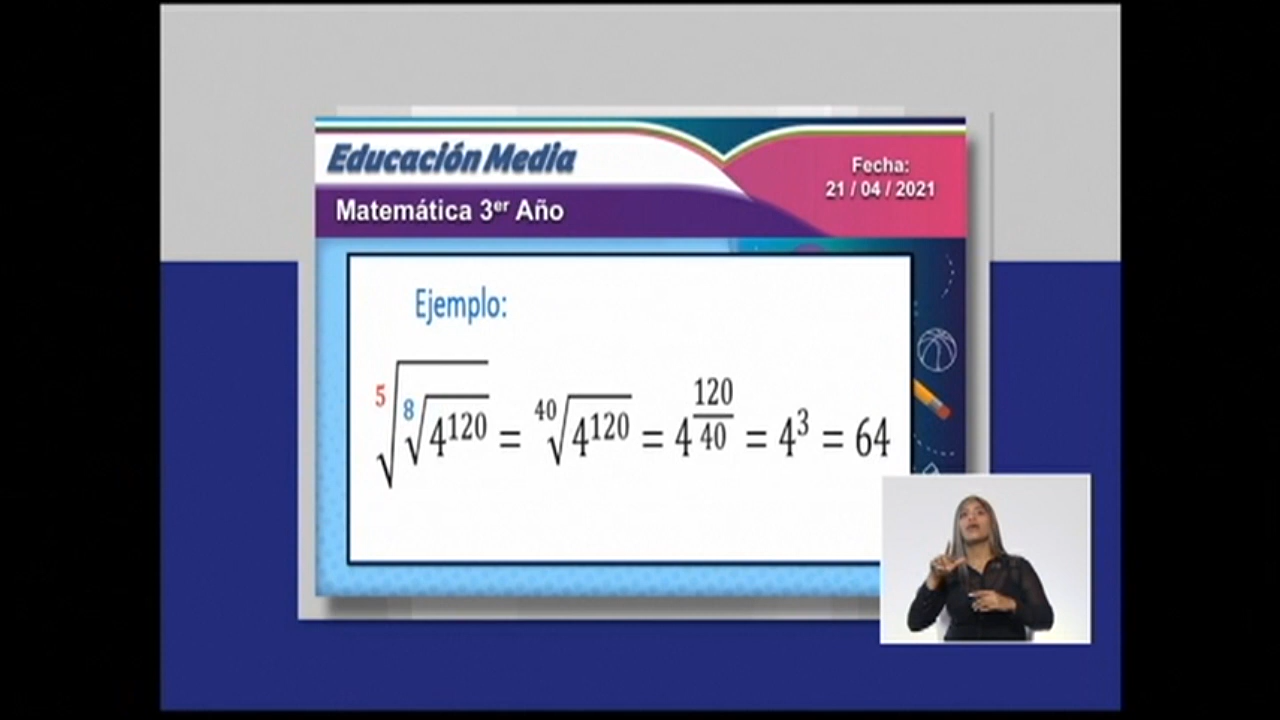 Educación Media
Fecha:
21 / 04 / 2021
Matemática 3er Año
Ejemplo:
⁵√(⁸√(4¹²⁰)) = ⁴⁰√(4¹²⁰) = 4^(120/40) = 4³ = 64